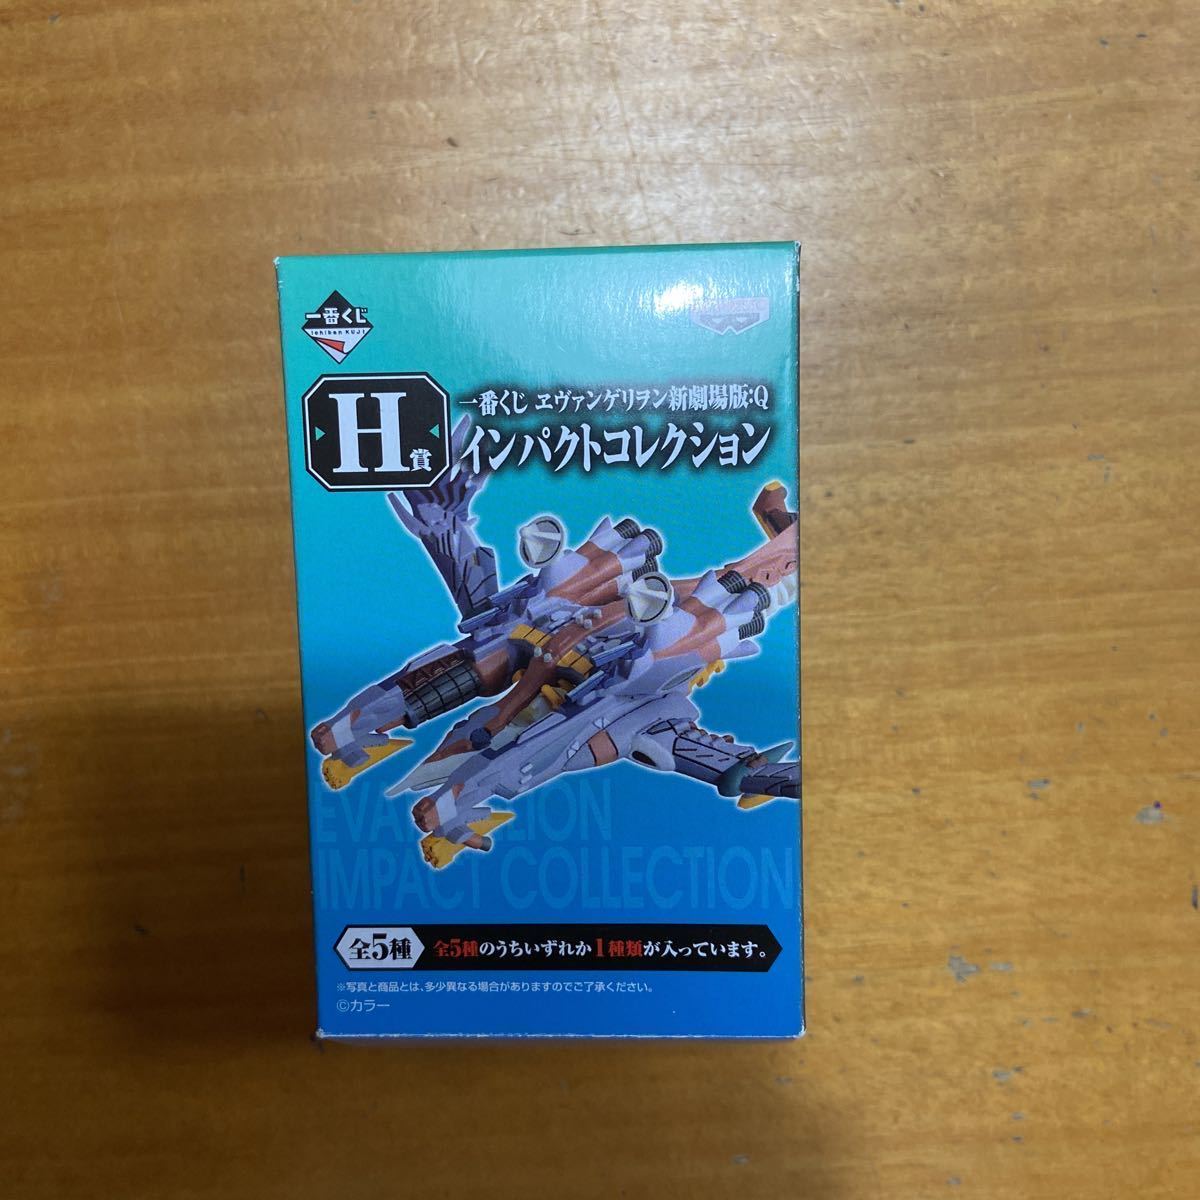 一番くじ
Ichiban KUJI
H賞
一番くじ ヱヴァンゲリヲン新劇場版:Q
インパクトコレクション
EVANGELION
IMPACT COLLECTION
全5種
全5種のうちいずれか1種類が入っています。
※写真と商品とは、多少異なる場合がありますのでご了承ください。
©カラー